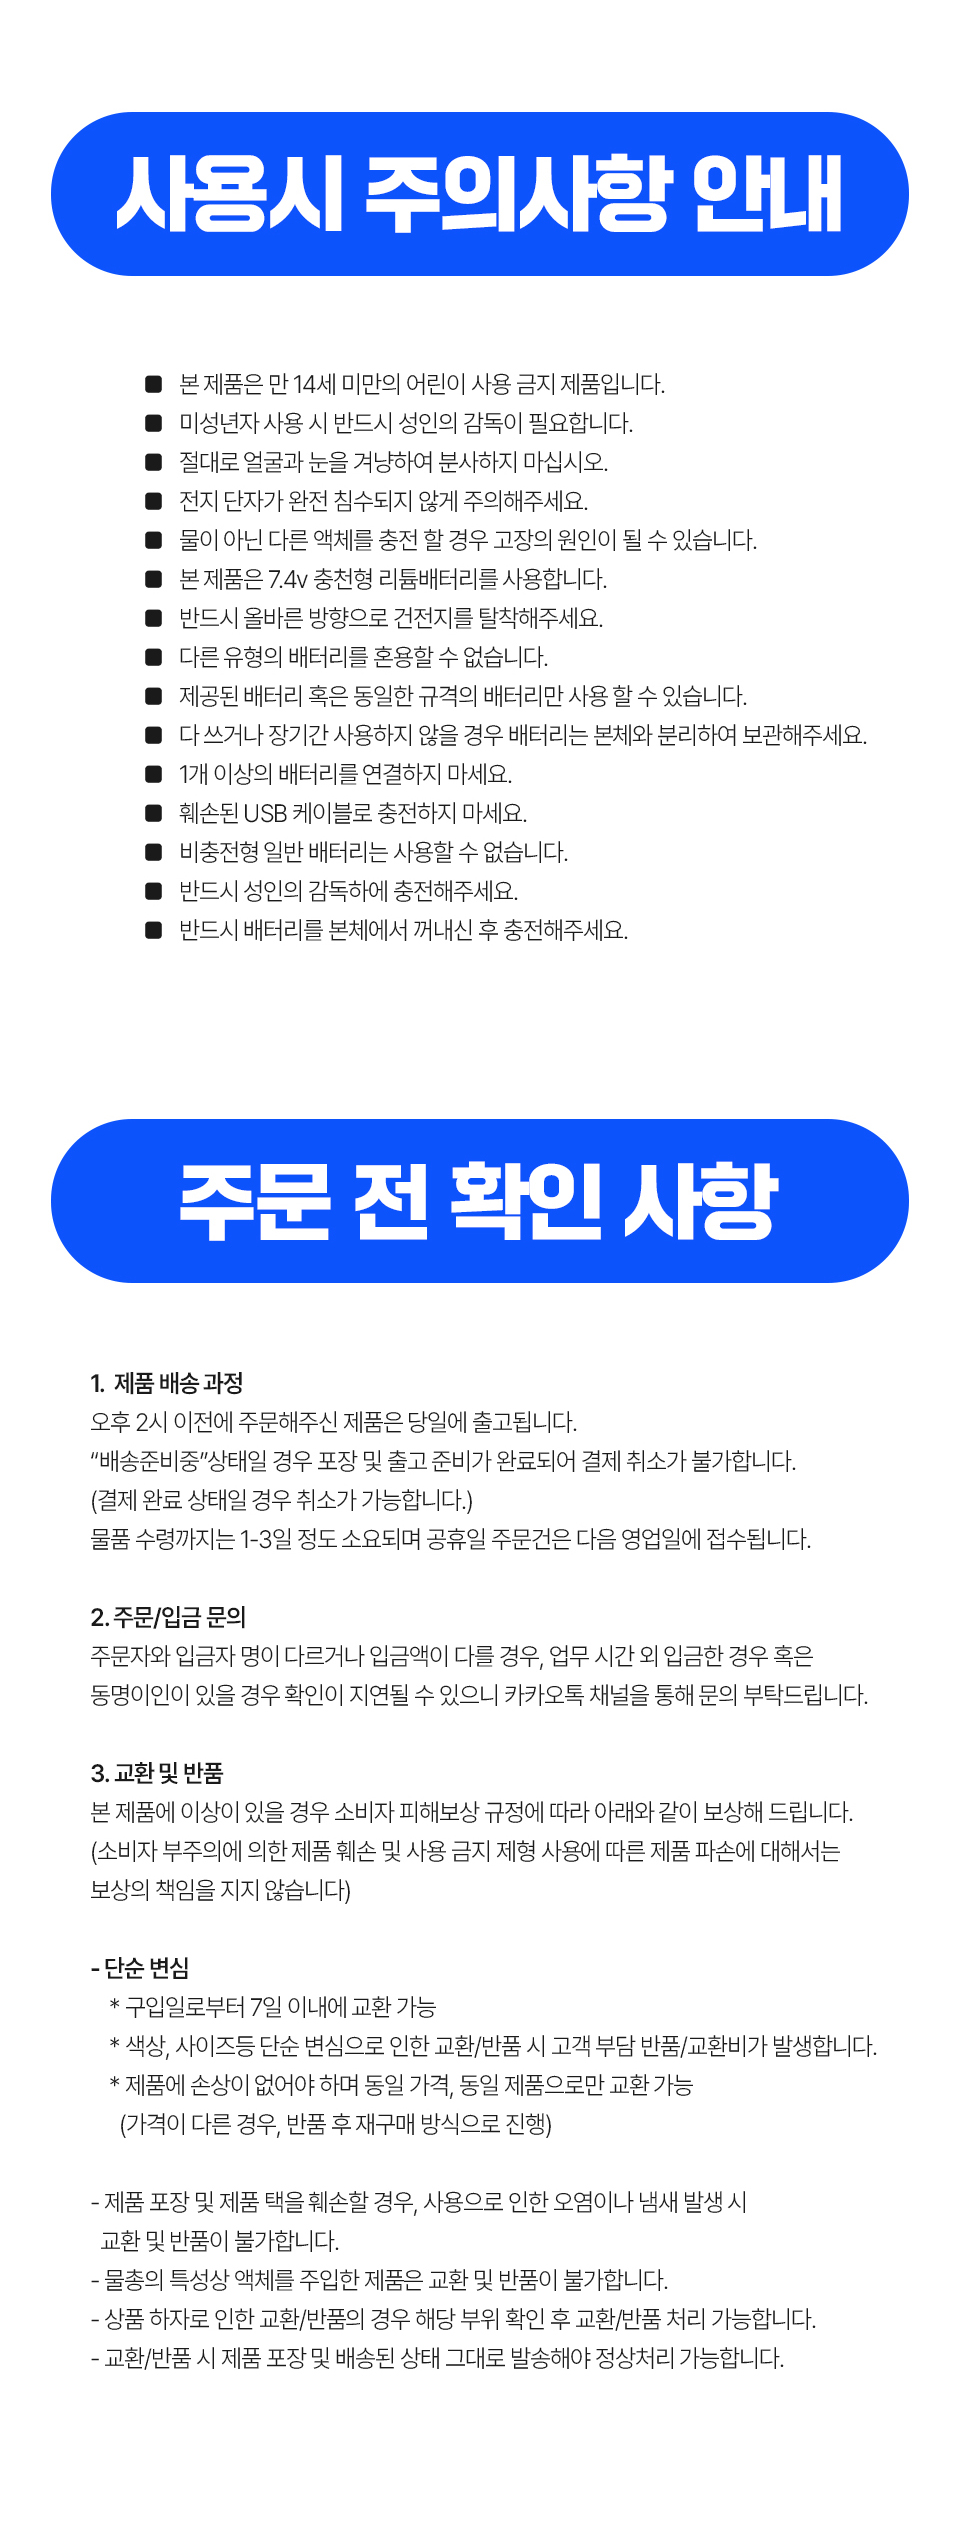 사용시 주의사항 안내
■ 본 제품은 만 14세 미만의 어린이 사용 금지 제품입니다.
■ 미성년자 사용 시 반드시 성인의 감독이 필요합니다.
■ 절대로 얼굴과 눈을 겨냥하여 분사하지 마십시오.
■ 전지 단자가 완전 침수되지 않게 주의해주세요.
■ 물이 아닌 다른 액체를 충전 할 경우 고장의 원인이 될 수 있습니다.
■ 본 제품은 7.4v 충천형 리튬배터리를 사용합니다.
■ 반드시 올바른 방향으로 건전지를 탈착해주세요.
■ 다른 유형의 배터리를 혼용할 수 없습니다.
■ 제공된 배터리 혹은 동일한 규격의 배터리만 사용 할 수 있습니다.
■ 다 쓰거나 장기간 사용하지 않을 경우 배터리는 본체와 분리하여 보관해주세요.
■ 1개 이상의 배터리를 연결하지 마세요.
■ 훼손된 USB 케이블로 충전하지 마세요.
■ 비충전형 일반 배터리는 사용할 수 없습니다.
■ 반드시 성인의 감독하에 충전해주세요.
■ 반드시 배터리를 본체에서 꺼내신 후 충전해주세요.
주문 전 확인 사항
1. 제품 배송 과정
오후 2시 이전에 주문해주신 제품은 당일에 출고됩니다.
“배송준비중”상태일 경우 포장 및 출고 준비가 완료되어 결제 취소가 불가합니다.
(결제 완료 상태일 경우 취소가 가능합니다.)
물품 수령까지는 1-3일 정도 소요되며 공휴일 주문건은 다음 영업일에 접수됩니다.
2. 주문/입금 문의
주문자와 입금자 명이 다르거나 입금액이 다를 경우, 업무 시간 외 입금한 경우 혹은
동명이인이 있을 경우 확인이 지연될 수 있으니 카카오톡 채널을 통해 문의 부탁드립니다.
3. 교환 및 반품
본 제품에 이상이 있을 경우 소비자 피해보상 규정에 따라 아래와 같이 보상해 드립니다.
(소비자 부주의에 의한 제품 훼손 및 사용 금지 제형 사용에 따른 제품 파손에 대해서는
보상의 책임을 지지 않습니다)
- 단순 변심
* 구입일로부터 7일 이내에 교환 가능
* 색상, 사이즈등 단순 변심으로 인한 교환/반품 시 고객 부담 반품/교환비가 발생합니다.
* 제품에 손상이 없어야 하며 동일 가격, 동일 제품으로만 교환 가능
(가격이 다른 경우, 반품 후 재구매 방식으로 진행)
- 제품 포장 및 제품 택을 훼손할 경우, 사용으로 인한 오염이나 냄새 발생 시
교환 및 반품이 불가합니다.
- 물총의 특성상 액체를 주입한 제품은 교환 및 반품이 불가합니다.
- 상품 하자로 인한 교환/반품의 경우 해당 부위 확인 후 교환/반품 처리 가능합니다.
- 교환/반품 시 제품 포장 및 배송된 상태 그대로 발송해야 정상처리 가능합니다.